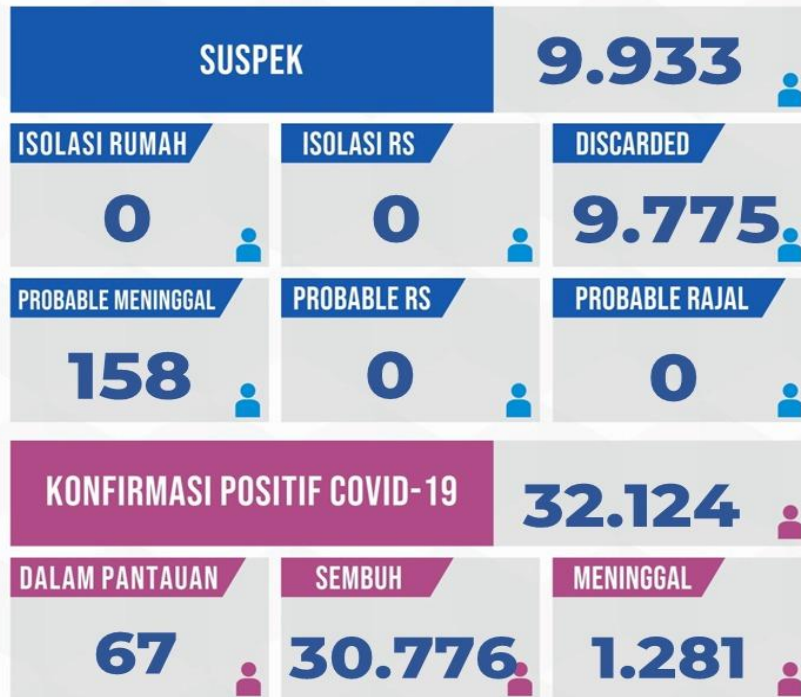 SUSPEK 9.933
ISOLASI RUMAH ISOLASI RS DISCARDED
0 0 9.775
PROBABLE MENINGGAL PROBABLE RS PROBABLE RAJAL
158 0 0
KONFIRMASI POSITIF COVID-19 32.124
DALAM PANTAUAN SEMBUH MENINGGAL
67 30.776 1.281